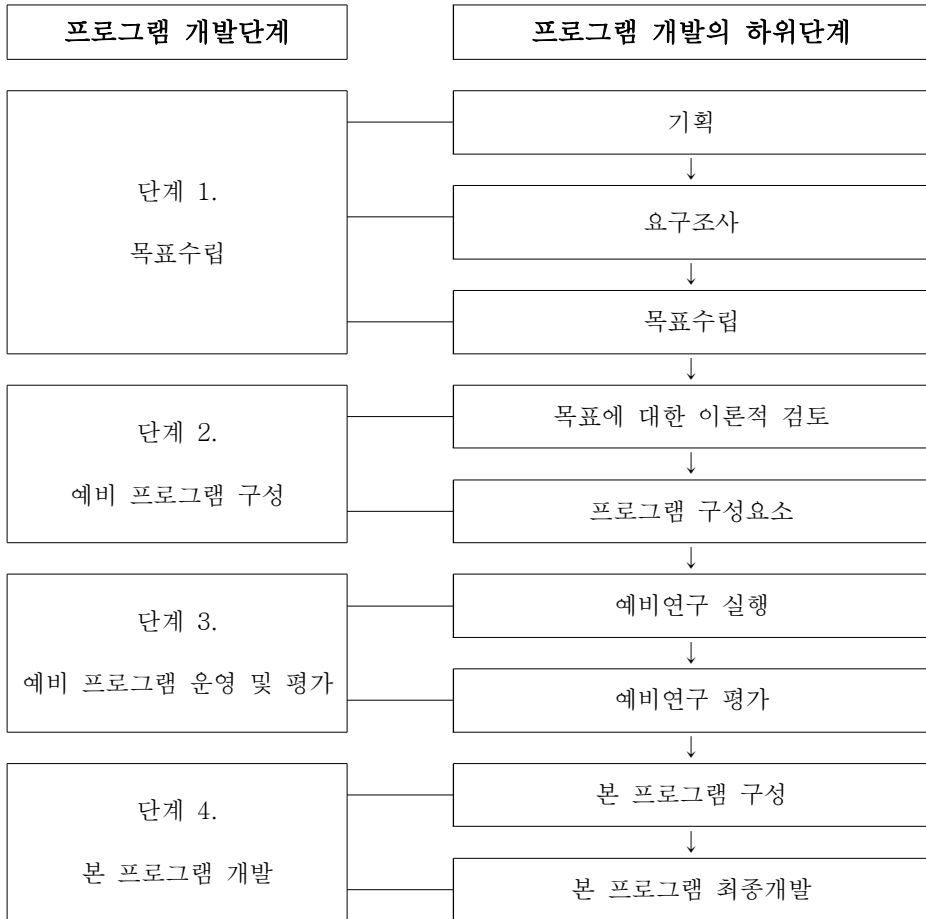 프로그램 개발단계
프로그램 개발의 하위단계
단계 1.
목표수립
기획
↓
요구조사
↓
목표수립
↓
단계 2.
예비 프로그램 구성
목표에 대한 이론적 검토
↓
프로그램 구성요소
↓
단계 3.
예비 프로그램 운영 및 평가
예비연구 실행
↓
예비연구 평가
↓
단계 4.
본 프로그램 개발
본 프로그램 구성
↓
본 프로그램 최종개발